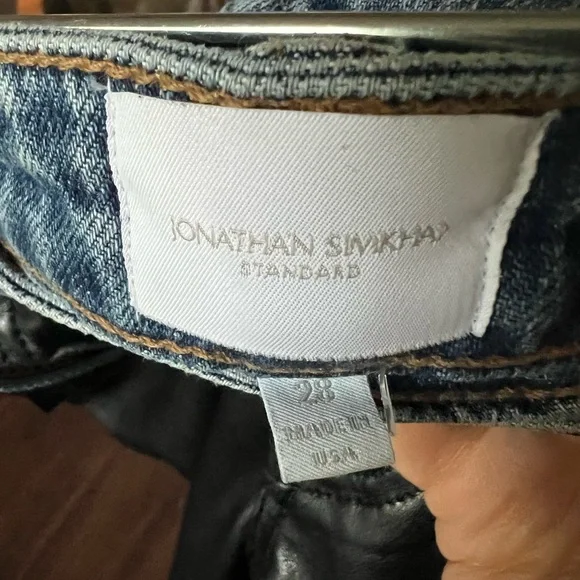 JONATHAN SIMKHAI
STANDARD
28
MADE IN
USA